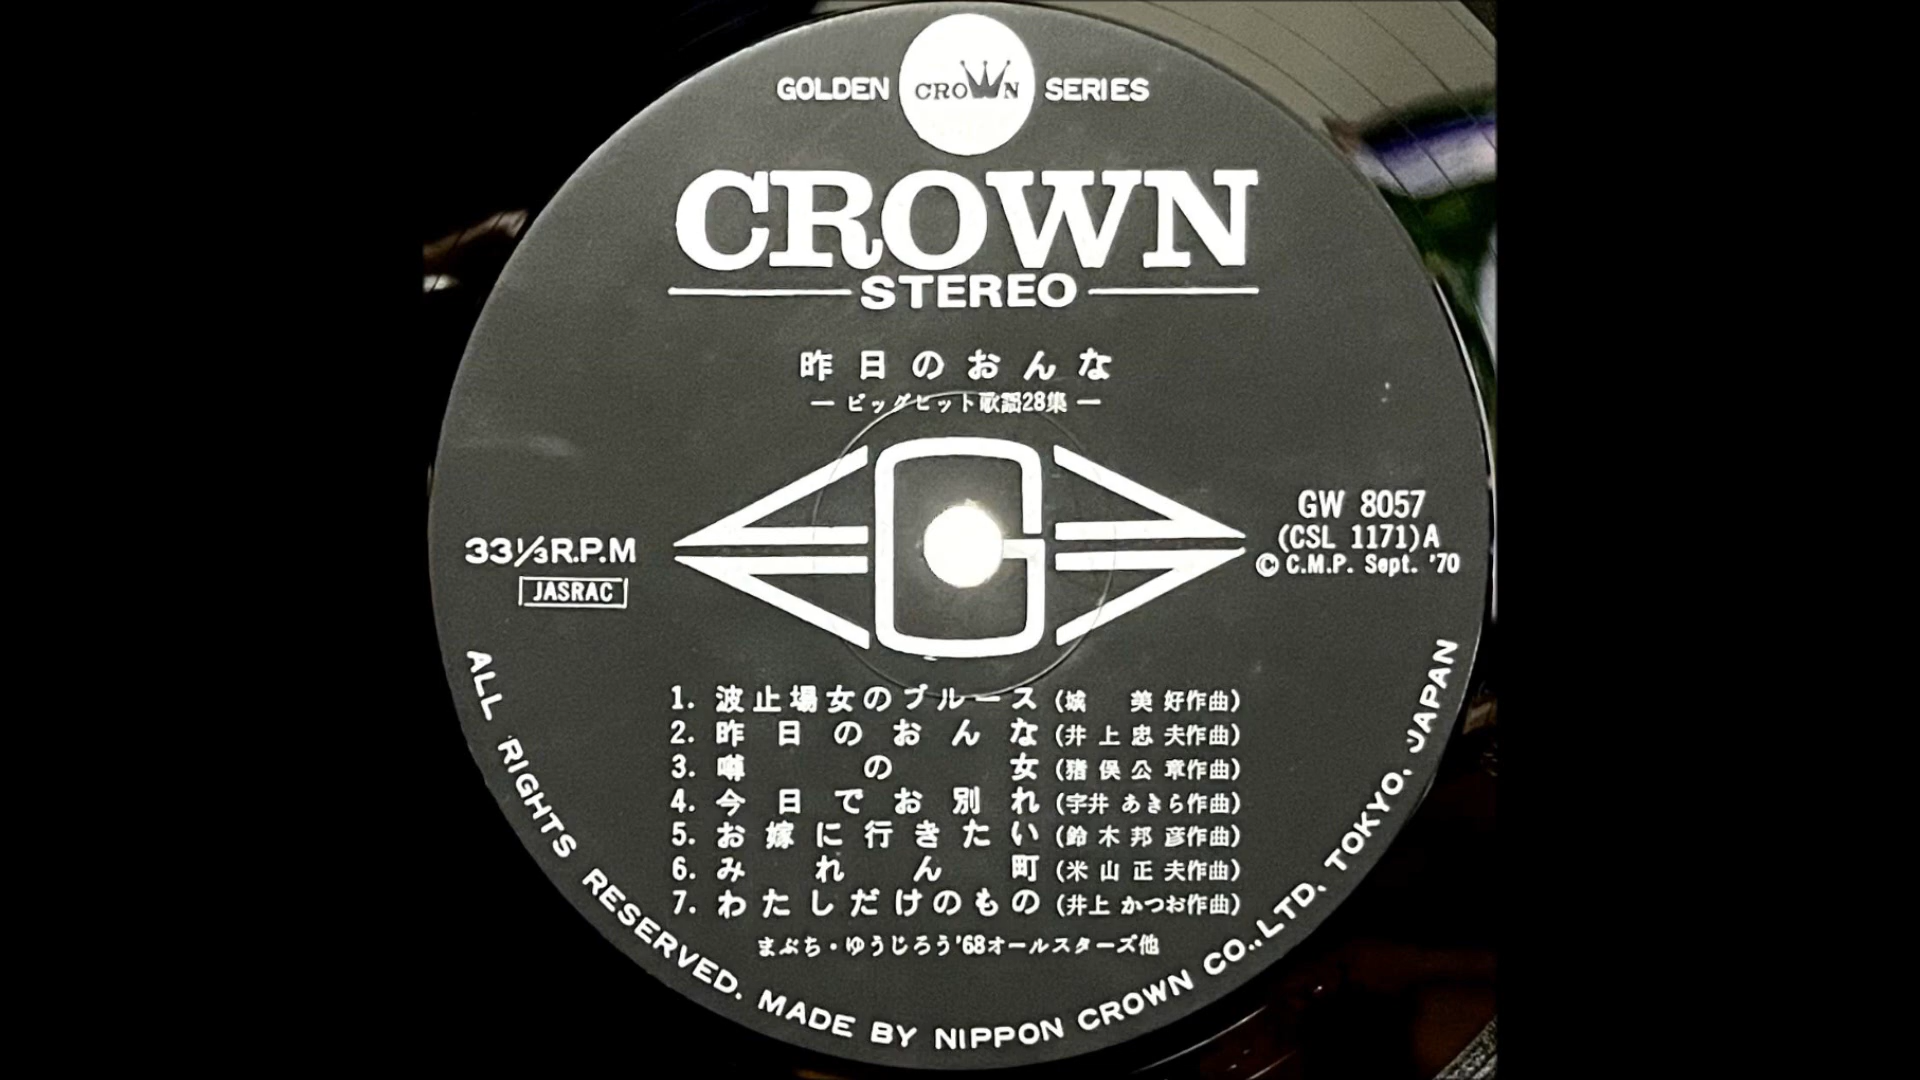 GOLDEN CROWN SERIES
CROWN
STEREO
昨日のおんな
― ビッグヒット歌謡28集 ―
GW 8057
(CSL 1171)A
© C.M.P. Sept. '70
33⅓R.P.M
JASRAC
1. 波止場女のブルース (城 美好作曲)
2. 昨日のおんな (井上忠夫作曲)
3. 噂の女 (猪俣公章作曲)
4. 今日でお別れ (宇井あきら作曲)
5. お嫁に行きたい (鈴木邦彦作曲)
6. みれん町 (米山正夫作曲)
7. わたしだけのもの (井上かつお作曲)
まぶち・ゆうじろう'68オールスターズ他
ALL RIGHTS RESERVED. MADE BY NIPPON CROWN CO.,LTD. TOKYO. JAPAN